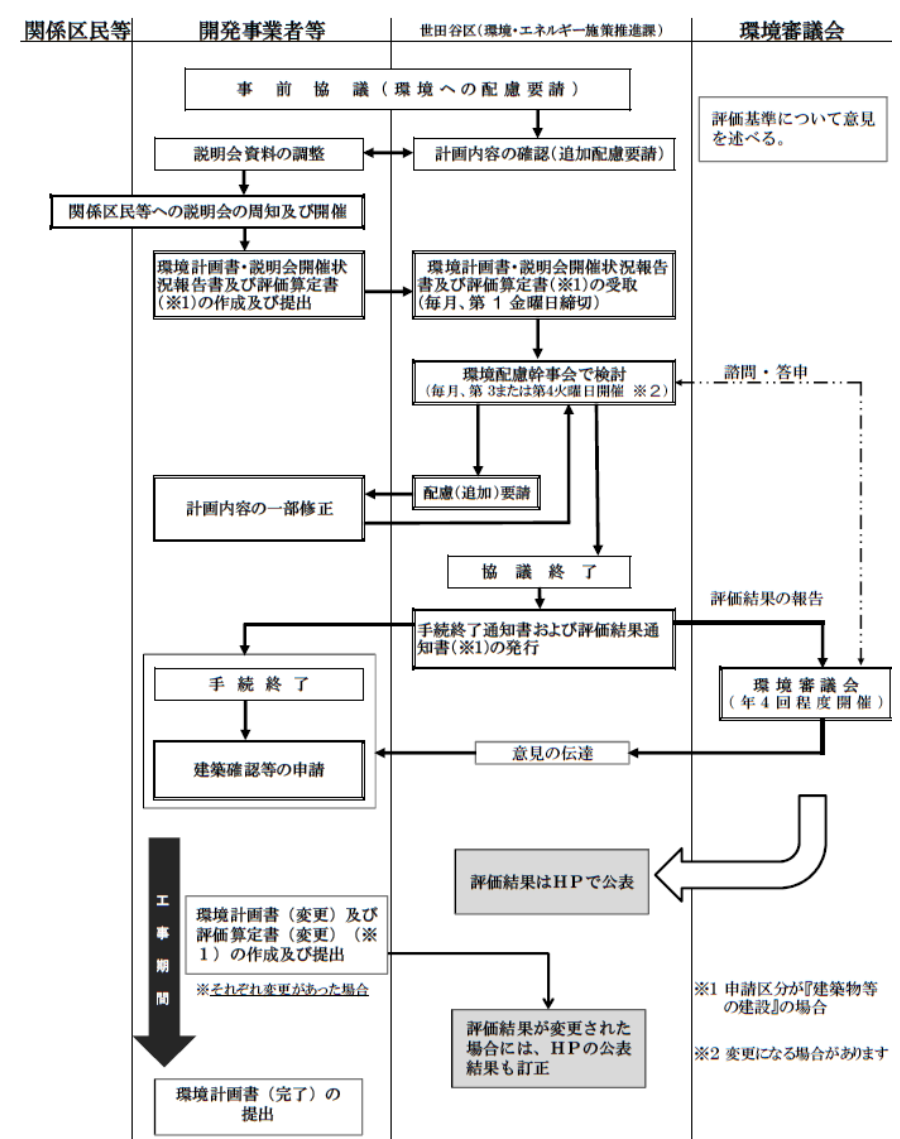 関係区民等
開発事業者等
世田谷区(環境・エネルギー施策推進課)
環境審議会
事前協議(環境への配慮要請)
評価基準について意見
を述べる。
説明会資料の調整
計画内容の確認(追加配慮要請)
関係区民等への説明会の周知及び開催
環境計画書・説明会開催状
況報告書及び評価算定書
(※1)の作成及び提出
環境計画書・説明会開催状況報告
書及び評価算定書(※1)の受取
(毎月、第1金曜日締切)
環境配慮幹事会で検討
(毎月、第3または第4火曜日開催 ※2)
諮問・答申
配慮(追加)要請
計画内容の一部修正
協議終了
評価結果の報告
手続終了通知書および評価結果通
知書(※1)の発行
手続終了
環境審議会
(年4回程度開催)
建築確認等の申請
意見の伝達
評価結果はHPで公表
工事期間
環境計画書(変更)及び
評価算定書(変更)(※
1)の作成及び提出
※それぞれ変更があった場合
※1 申請区分が『建築物等
の建設』の場合
評価結果が変更された
場合には、HPの公表
結果も訂正
※2 変更になる場合があります
環境計画書(完了)の
提出